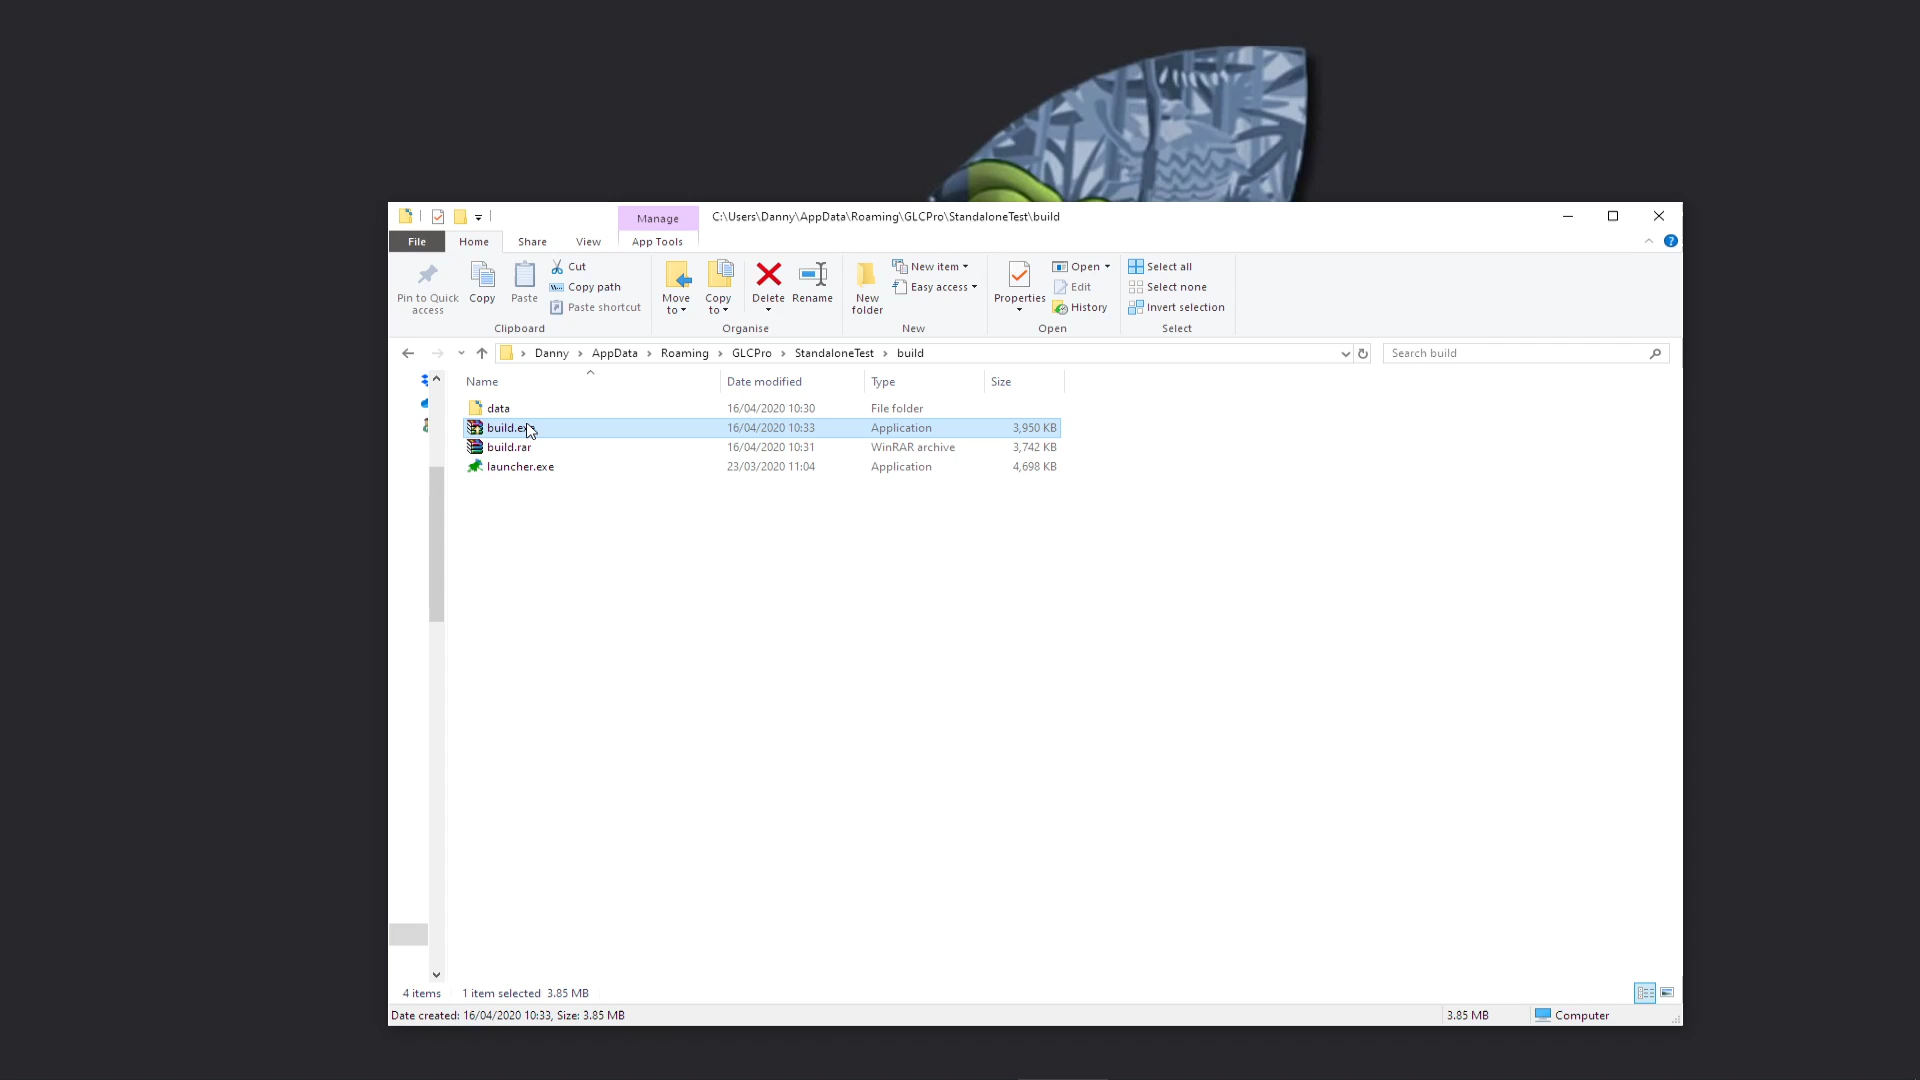 Manage C:\Users\Danny\AppData\Roaming\GLCPro\StandaloneTest\build
File Home Share View App Tools
Pin to Quick access
Copy
Paste
Cut
Copy path
Paste shortcut
Clipboard
Move to
Copy to
Delete
Rename
Organise
New folder
New item
Easy access
New
Properties
Open
Edit
History
Open
Select all
Select none
Invert selection
Select
Danny AppData Roaming GLCPro StandaloneTest build
Search build
Name Date modified Type Size
data 16/04/2020 10:30 File folder
build.exe 16/04/2020 10:33 Application 3,950 KB
build.rar 16/04/2020 10:31 WinRAR archive 3,742 KB
launcher.exe 23/03/2020 11:04 Application 4,698 KB
4 items 1 item selected 3.85 MB
Date created: 16/04/2020 10:33, Size: 3.85 MB 3.85 MB Computer